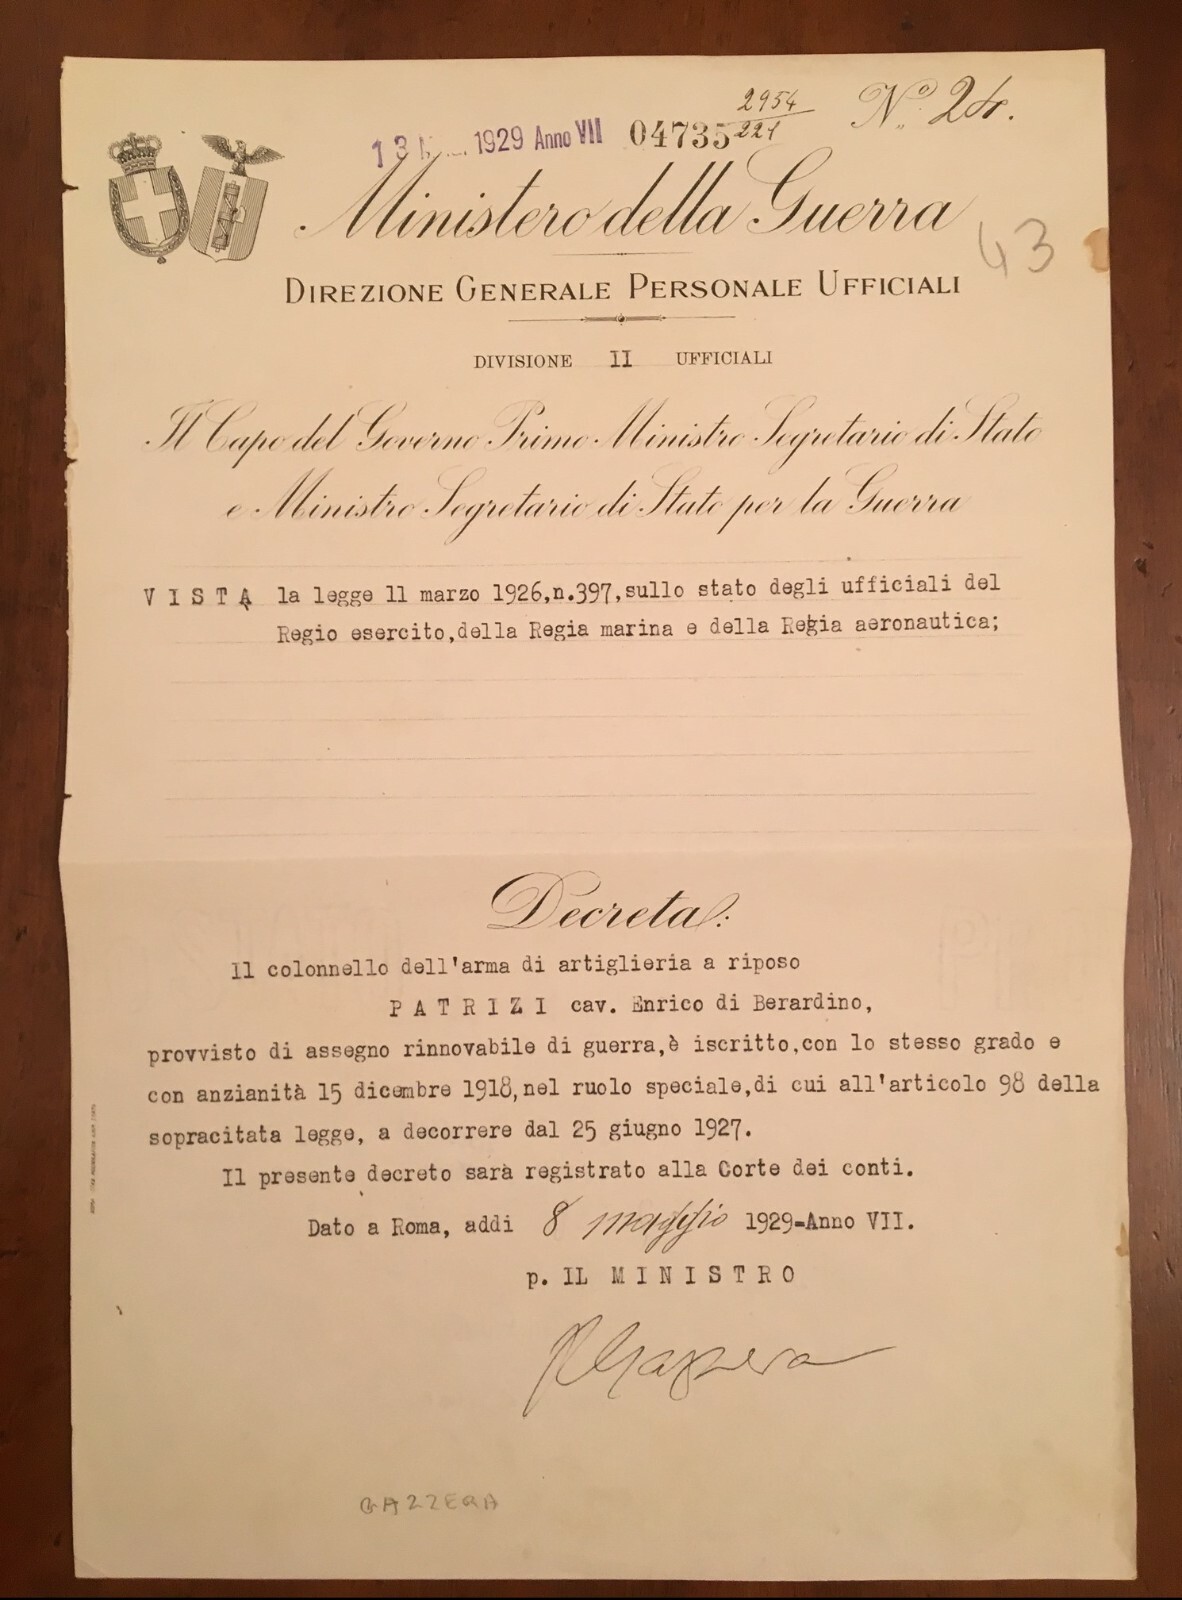 2954
221
Nº 24.
13 1929 Anno VII 04735
Ministero della Guerra
43
DIREZIONE GENERALE PERSONALE UFFICIALI
DIVISIONE II UFFICIALI
Il Capo del Governo Primo Ministro Segretario di Stato
e Ministro Segretario di Stato per la Guerra
VISTA la legge 11 marzo 1926,n.397,sullo stato degli ufficiali del
Regio esercito,della Regia marina e della Regia aeronautica;
Decreta:
Il colonnello dell'arma di artiglieria a riposo
PATRIZI cav. Enrico di Berardino,
provvisto di assegno rinnovabile di guerra,è iscritto,con lo stesso grado e
con anzianità 15 dicembre 1918,nel ruolo speciale,di cui all'articolo 98 della
sopracitata legge, a decorrere dal 25 giugno 1927.
Il presente decreto sarà registrato alla Corte dei conti.
Dato a Roma, addi 8 maggio 1929-Anno VII.
p. IL MINISTRO
Gazzera
GAZZERA